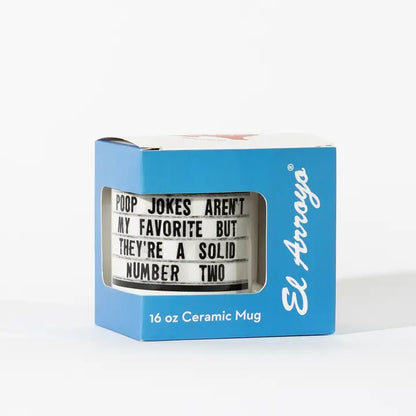 POOP JOKES AREN'T
MY FAVORITE BUT
THEY'RE A SOLID
NUMBER TWO
16 oz Ceramic Mug
El Arroyo®